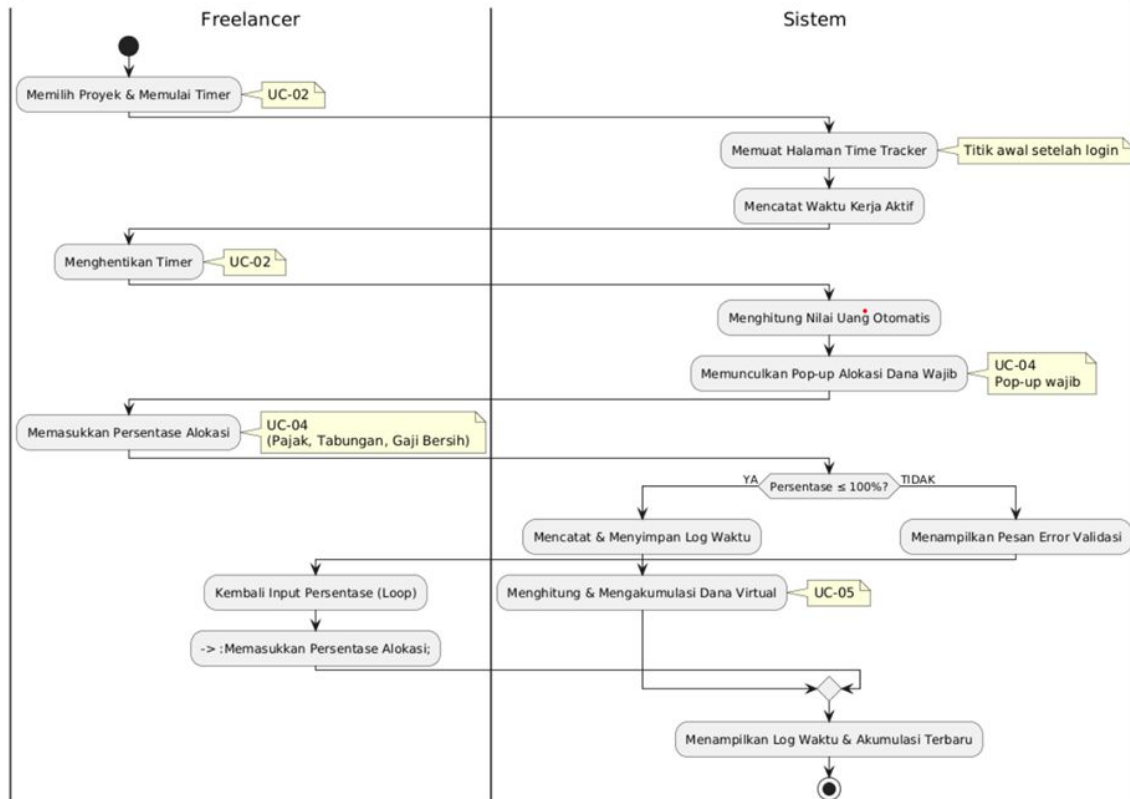 Freelancer
Sistem
Memilih Proyek & Memulai Timer
UC-02
Memuat Halaman Time Tracker
Titik awal setelah login
Mencatat Waktu Kerja Aktif
Menghentikan Timer
UC-02
Menghitung Nilai Uang Otomatis
Memunculkan Pop-up Alokasi Dana Wajib
UC-04
Pop-up wajib
Memasukkan Persentase Alokasi
UC-04
(Pajak, Tabungan, Gaji Bersih)
YA
Persentase ≤ 100%?
TIDAK
Mencatat & Menyimpan Log Waktu
Menampilkan Pesan Error Validasi
Kembali Input Persentase (Loop)
Menghitung & Mengakumulasi Dana Virtual
UC-05
-> :Memasukkan Persentase Alokasi;
Menampilkan Log Waktu & Akumulasi Terbaru